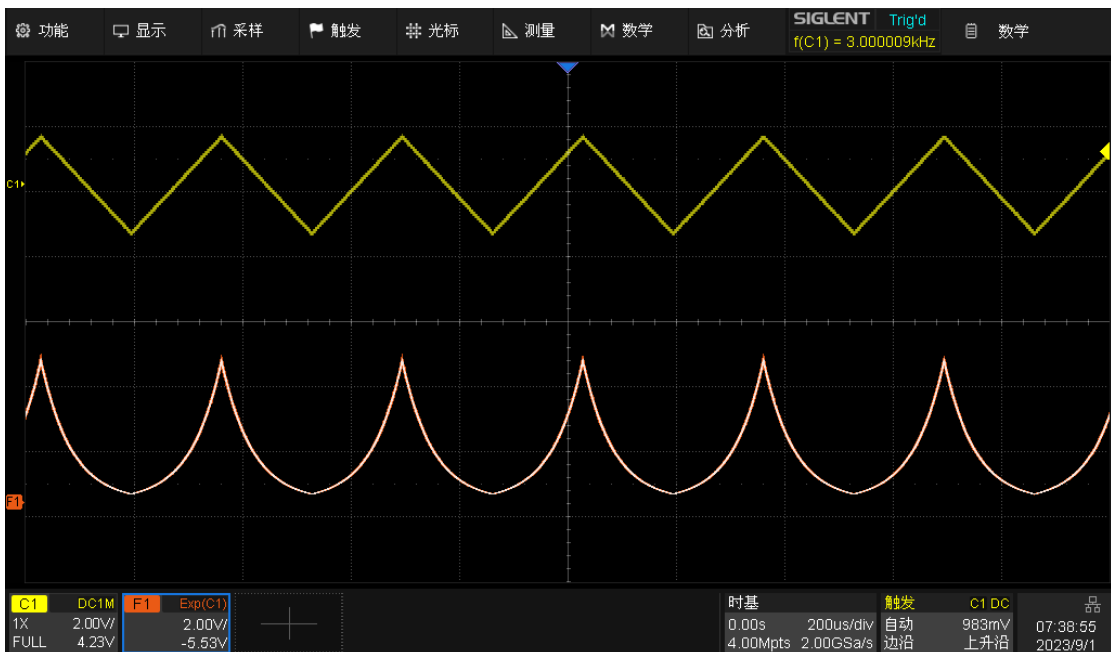 功能 显示 采样 触发 光标 测量 数学 分析 SIGLENT Trig'd 数学
f(C1) = 3.000009kHz
C1
F1
C1 DC1M F1 Exp(C1) 时基 触发 C1 DC
1X 2.00V/ 2.00V/ 0.00s 200us/div 自动 983mV 07:38:55
FULL 4.23V -5.53V 4.00Mpts 2.00GSa/s 边沿 上升沿 2023/9/1